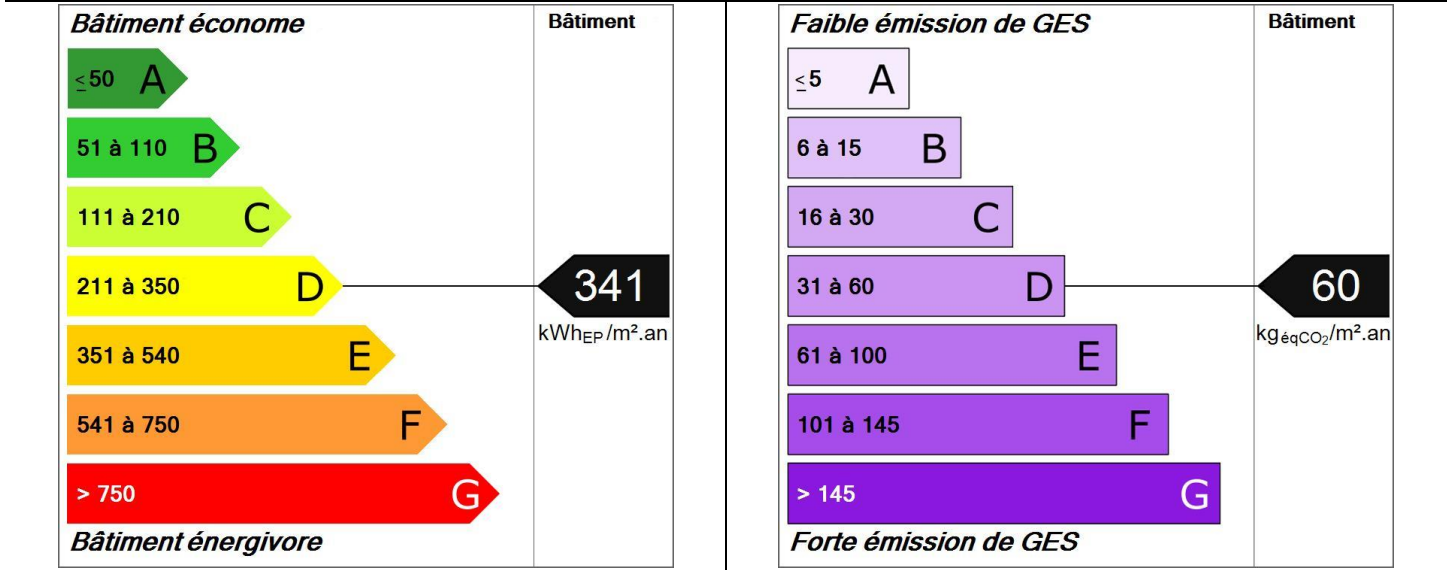 Bâtiment économe
Bâtiment
≤50 A
51 à 110 B
111 à 210 C
211 à 350 D
341
kWhEP/m².an
351 à 540 E
541 à 750 F
> 750 G
Bâtiment énergivore
Faible émission de GES
Bâtiment
≤5 A
6 à 15 B
16 à 30 C
31 à 60 D
60
kgéqCO2/m².an
61 à 100 E
101 à 145 F
> 145 G
Forte émission de GES